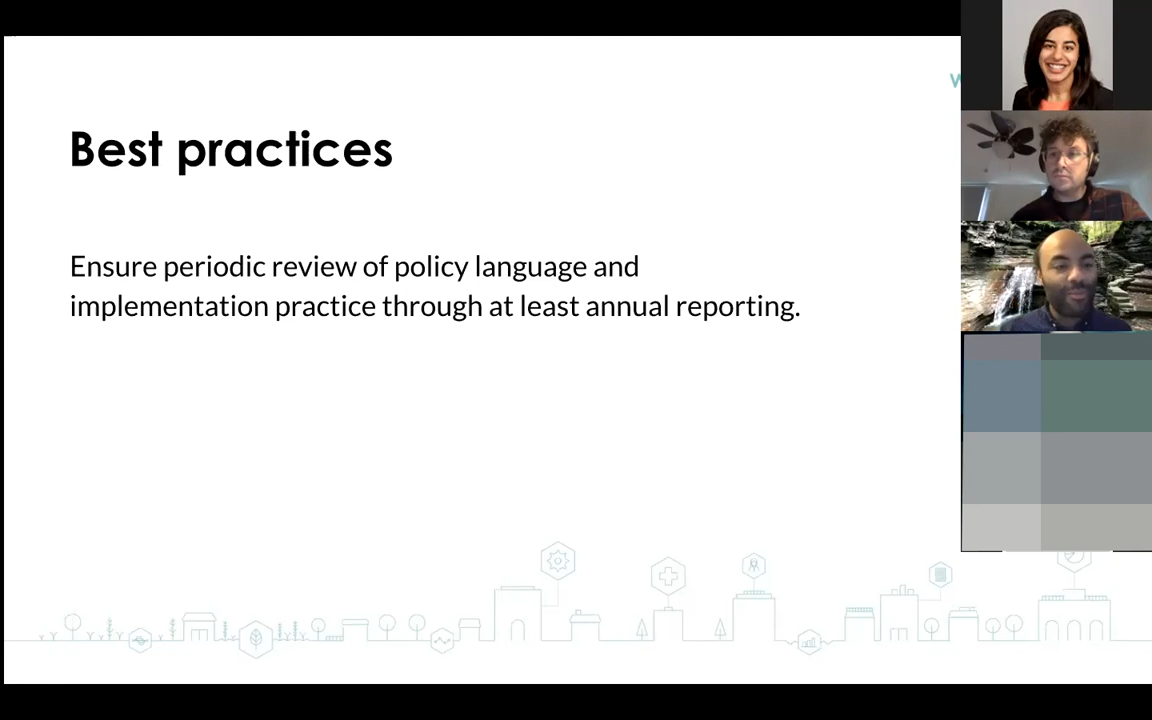 Best practices
Ensure periodic review of policy language and
implementation practice through at least annual reporting.